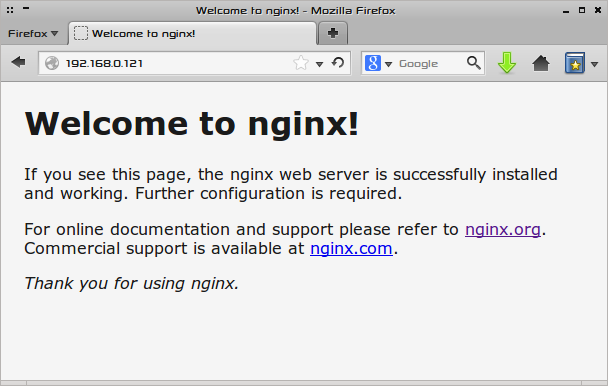 Welcome to nginx! - Mozilla Firefox
Firefox
Welcome to nginx!
192.168.0.121
Google
Welcome to nginx!
If you see this page, the nginx web server is successfully installed
and working. Further configuration is required.
For online documentation and support please refer to nginx.org.
Commercial support is available at nginx.com.
Thank you for using nginx.